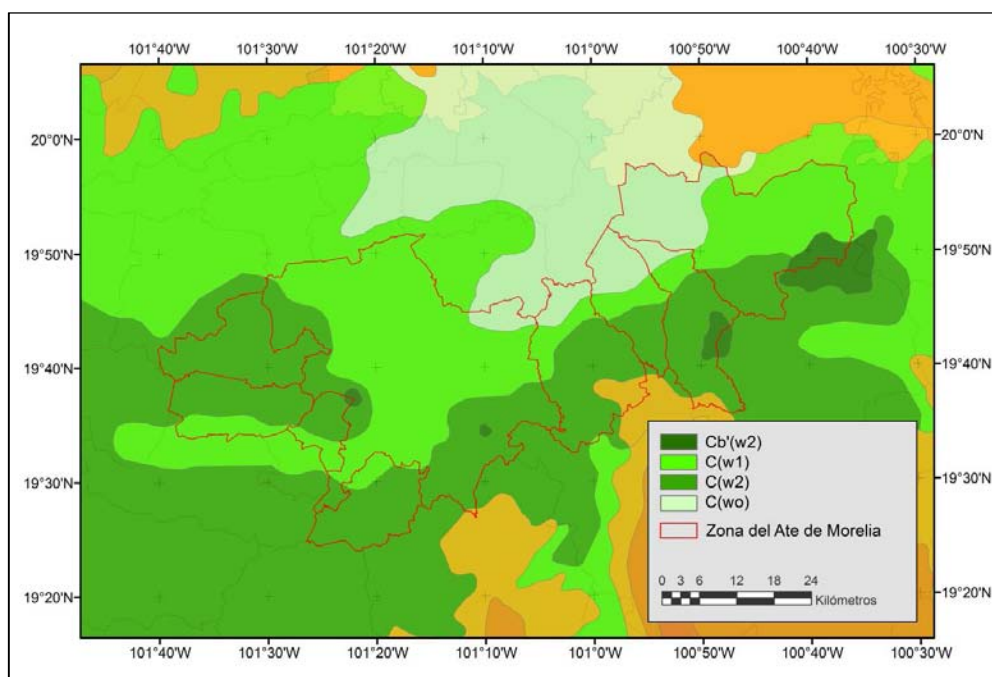 101°40'W 101°30'W 101°20'W 101°10'W 101°0'W 100°50'W 100°40'W 100°30'W
20°0'N 20°0'N
19°50'N 19°50'N
19°40'N 19°40'N
19°30'N 19°30'N
19°20'N 19°20'N
Cb'(w2)
C(w1)
C(w2)
C(wo)
Zona del Ate de Morelia
0 3 6 12 18 24
Kilómetros
101°40'W 101°30'W 101°20'W 101°10'W 101°0'W 100°50'W 100°40'W 100°30'W